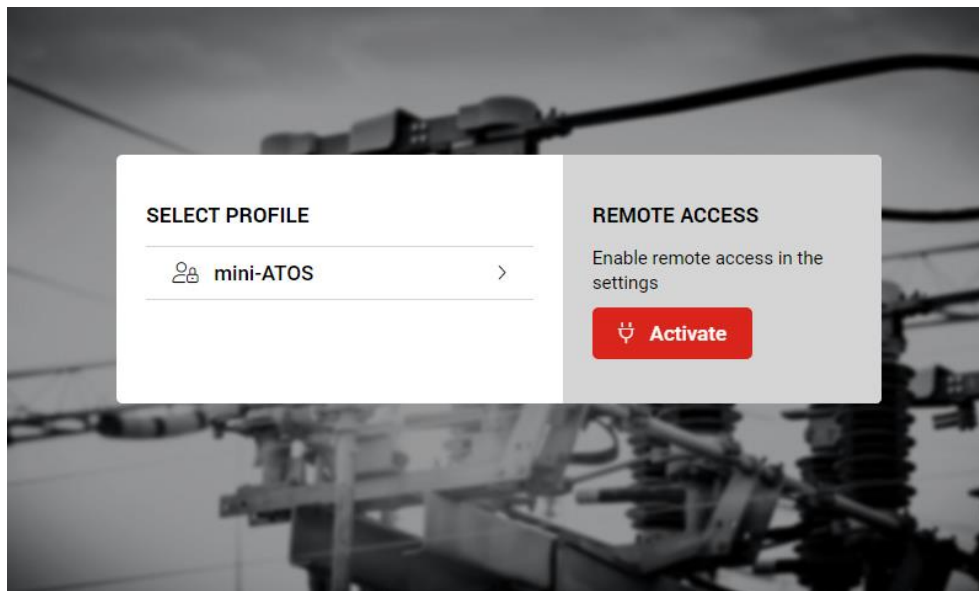 SELECT PROFILE
mini-ATOS
REMOTE ACCESS
Enable remote access in the
settings
Activate